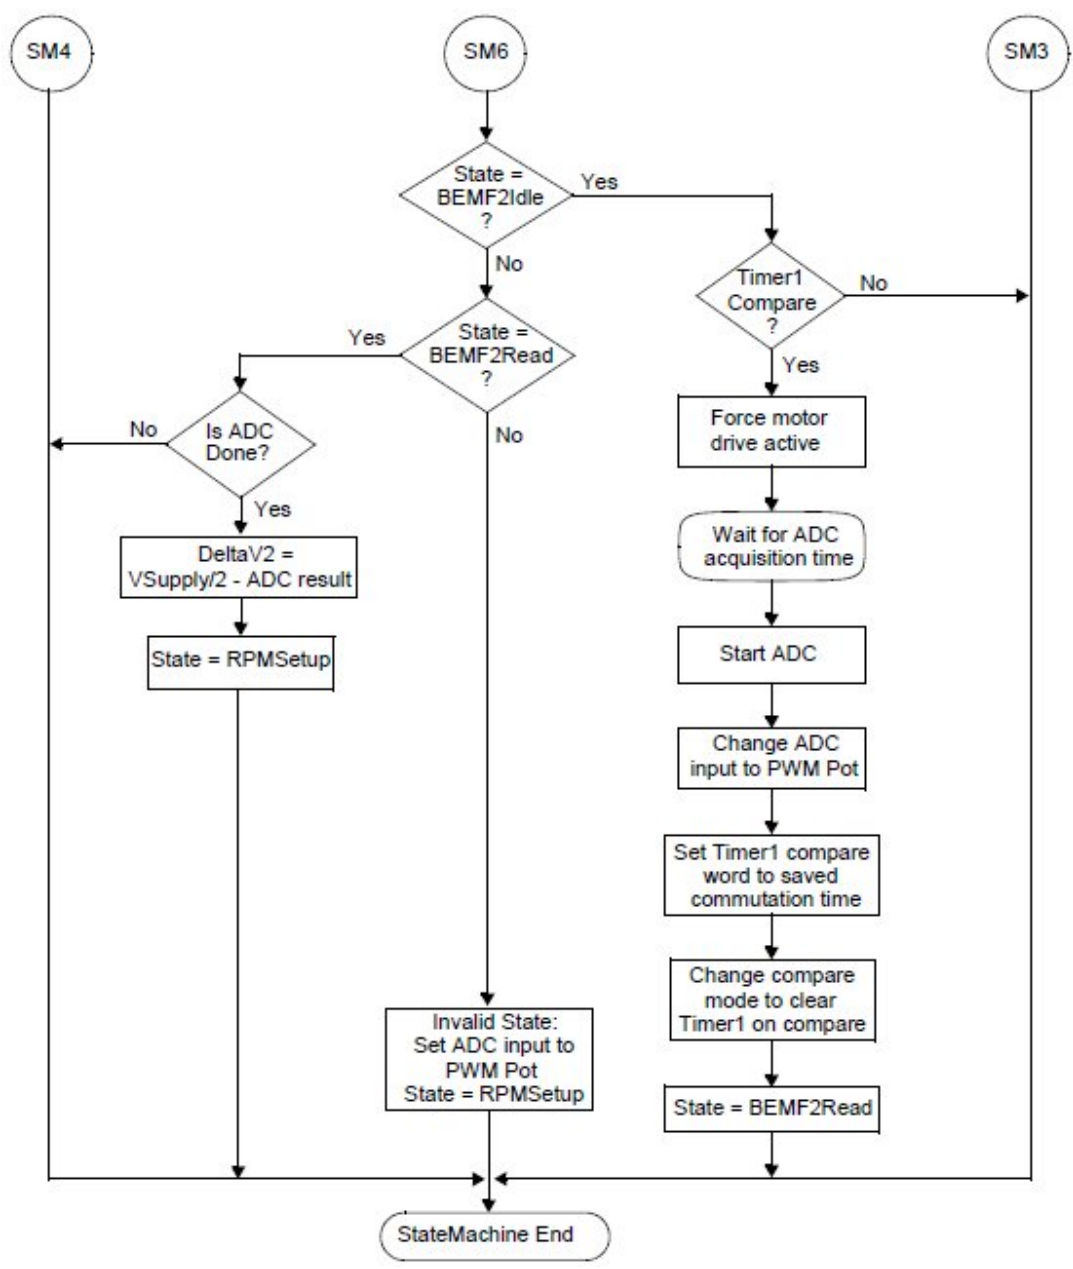 SM4
SM6
SM3
State =
BEMF2Idle
?
Yes
No
Timer1
Compare
?
No
Yes
State =
BEMF2Read
?
Yes
No
Is ADC
Done?
No
Yes
DeltaV2 =
VSupply/2 - ADC result
State = RPMSetup
Force motor
drive active
Wait for ADC
acquisition time
Start ADC
Change ADC
input to PWM Pot
Set Timer1 compare
word to saved
commutation time
Change compare
mode to clear
Timer1 on compare
State = BEMF2Read
Invalid State:
Set ADC input to
PWM Pot
State = RPMSetup
StateMachine End